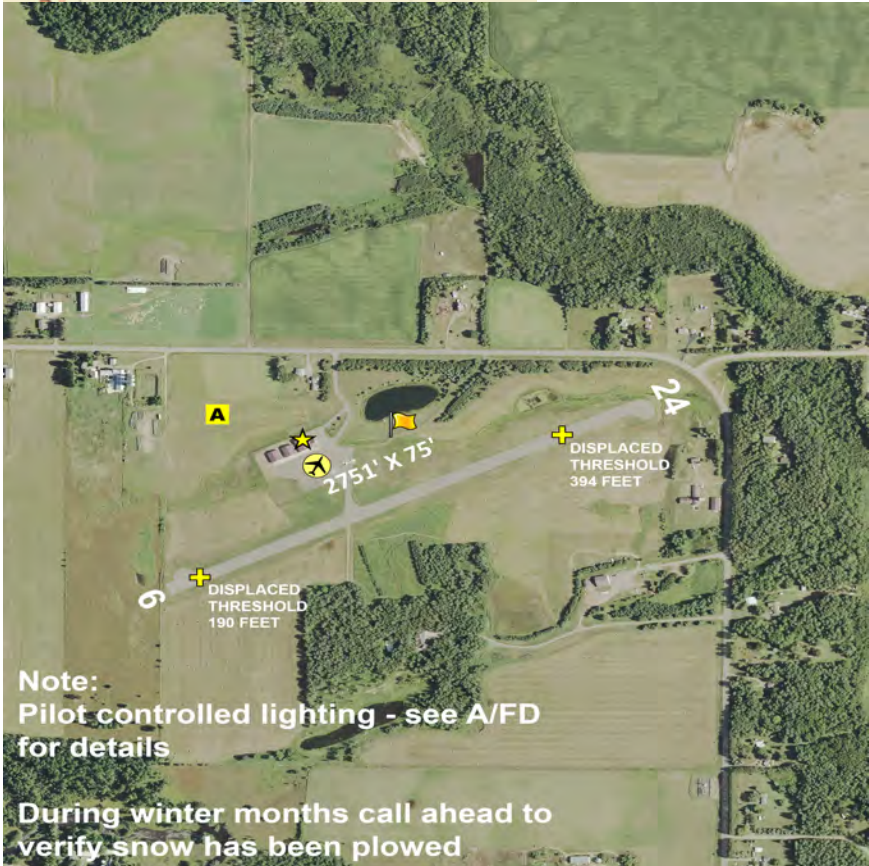 24
A
2751' X 75'
DISPLACED
THRESHOLD
394 FEET
DISPLACED
THRESHOLD
190 FEET
6
Note:
Pilot controlled lighting - see A/FD
for details
During winter months call ahead to
verify snow has been plowed